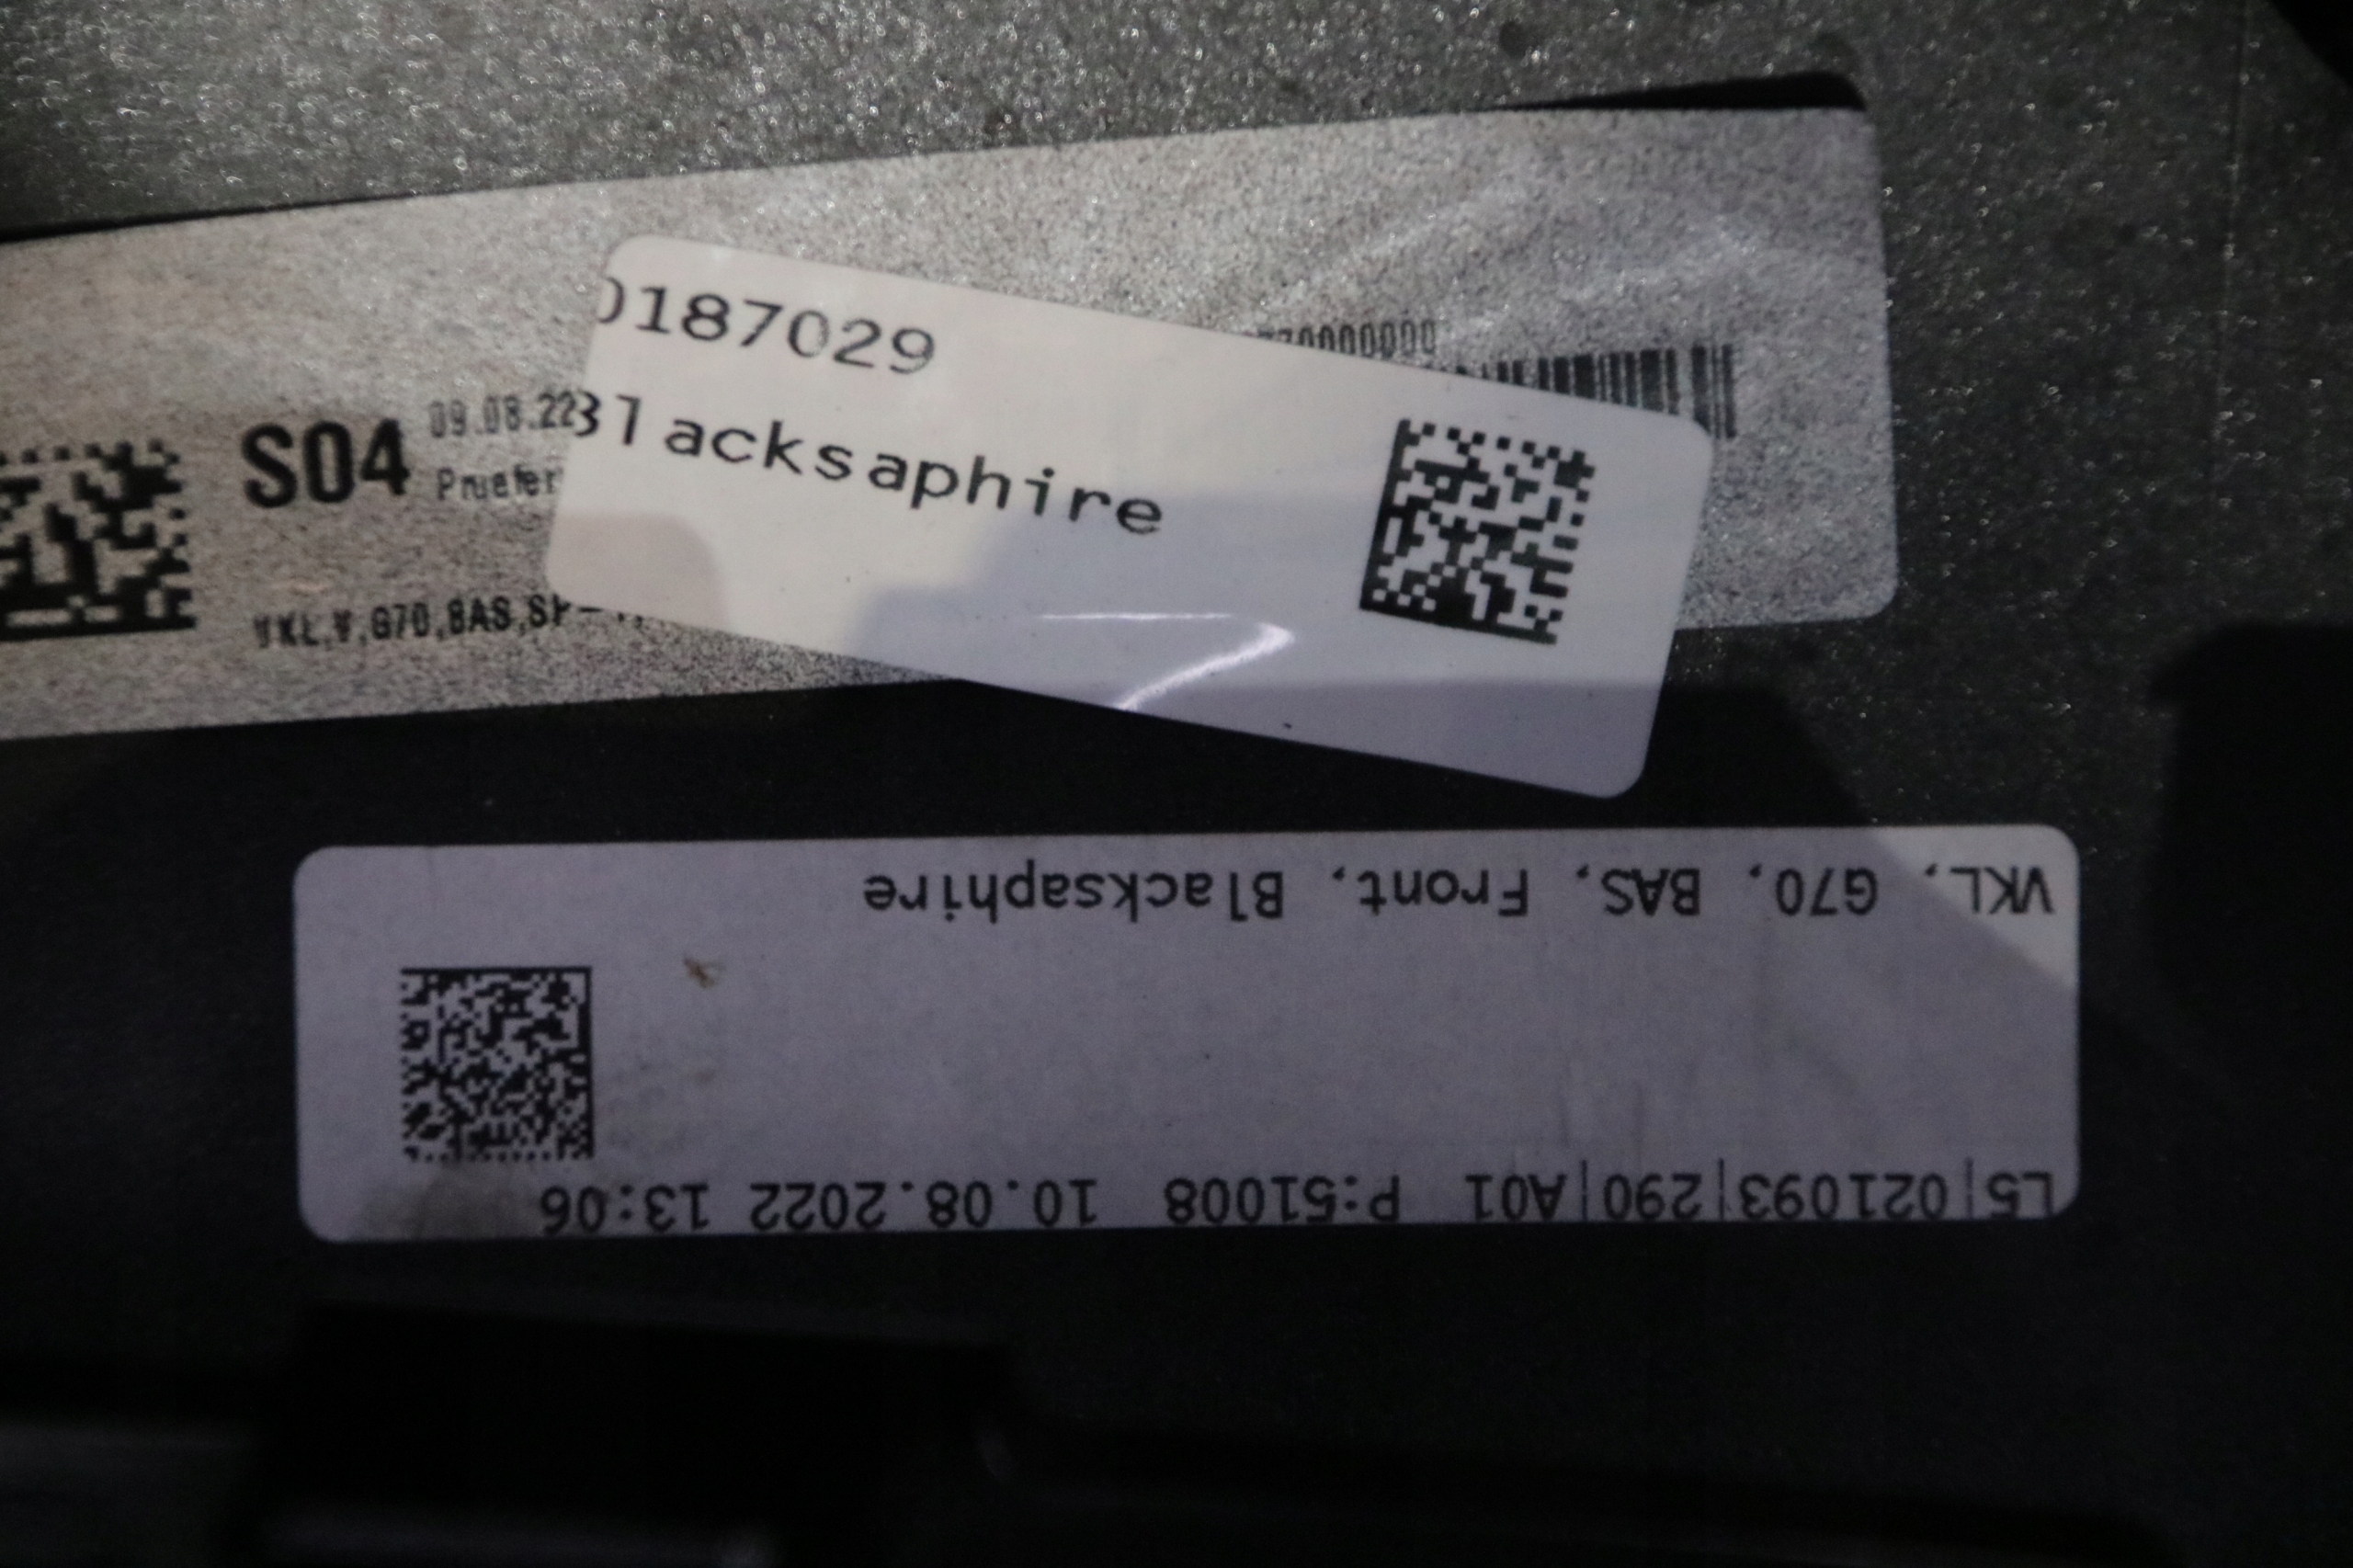 0187029
Blacksaphire
770000000
S04 09.08.22
Pruefer
VKL,V,G70,BAS,SP
L5|021093|290|A01 P:51008 10.08.2022 13:06
VKL, G70, BAS, Front, Blacksaphire